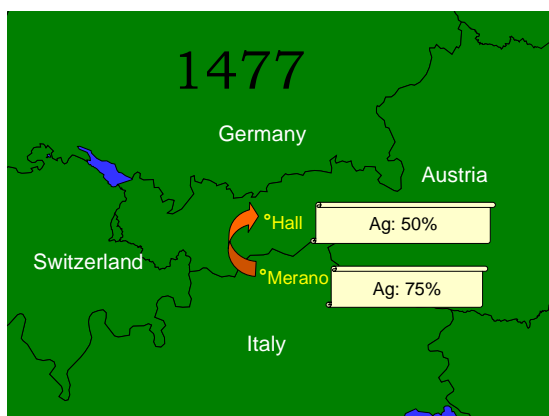 1477
Germany
Austria
°Hall
Ag: 50%
Switzerland
°Merano
Ag: 75%
Italy